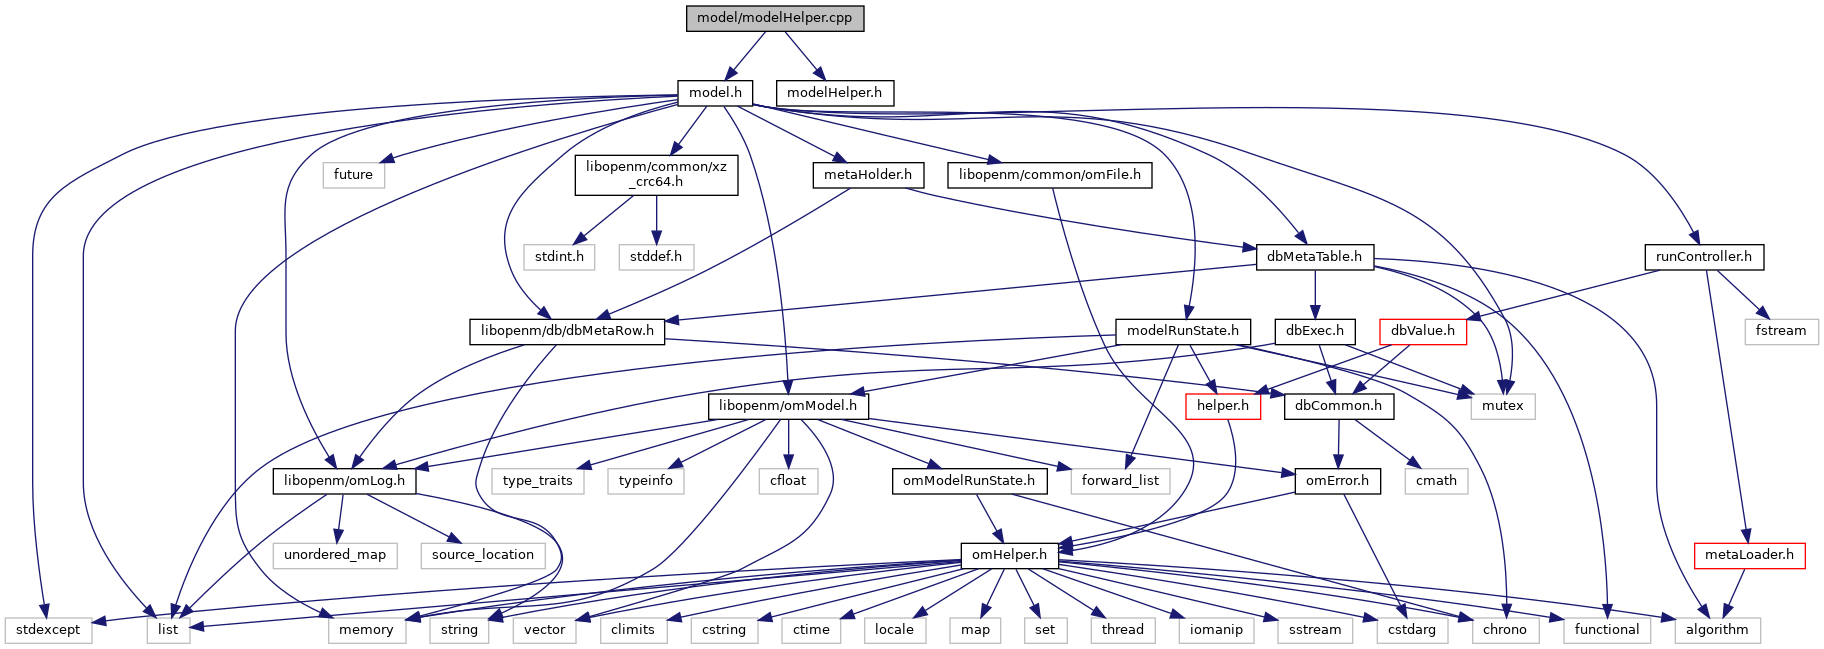 model/modelHelper.cpp
model.h
modelHelper.h
future
libopenm/common/xz
_crc64.h
metaHolder.h
libopenm/common/omFile.h
stdint.h
stddef.h
dbMetaTable.h
runController.h
libopenm/db/dbMetaRow.h
modelRunState.h
dbExec.h
dbValue.h
fstream
libopenm/omModel.h
helper.h
dbCommon.h
mutex
libopenm/omLog.h
type_traits
typeinfo
cfloat
omModelRunState.h
forward_list
omError.h
cmath
unordered_map
source_location
omHelper.h
metaLoader.h
stdexcept
list
memory
string
vector
climits
cstring
ctime
locale
map
set
thread
iomanip
sstream
cstdarg
chrono
functional
algorithm